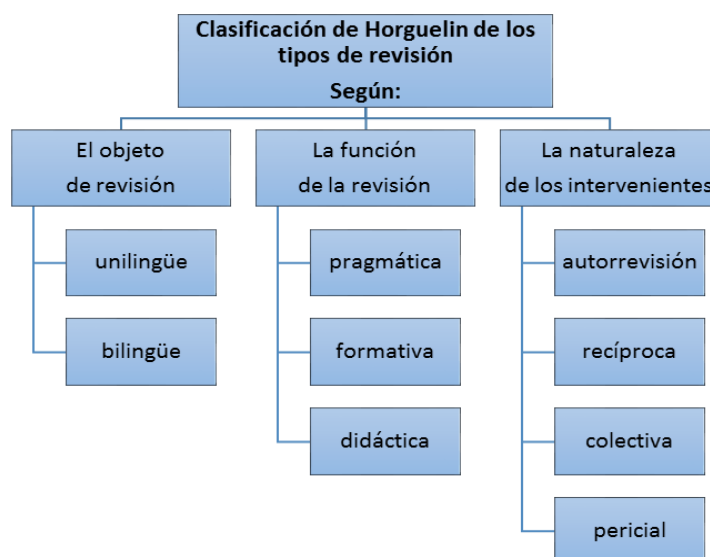 Clasificación de Horguelin de los
tipos de revisión
Según:
El objeto
de revisión
unilingüe
bilingüe
La función
de la revisión
pragmática
formativa
didáctica
La naturaleza
de los intervenientes
autorrevisión
recíproca
colectiva
pericial